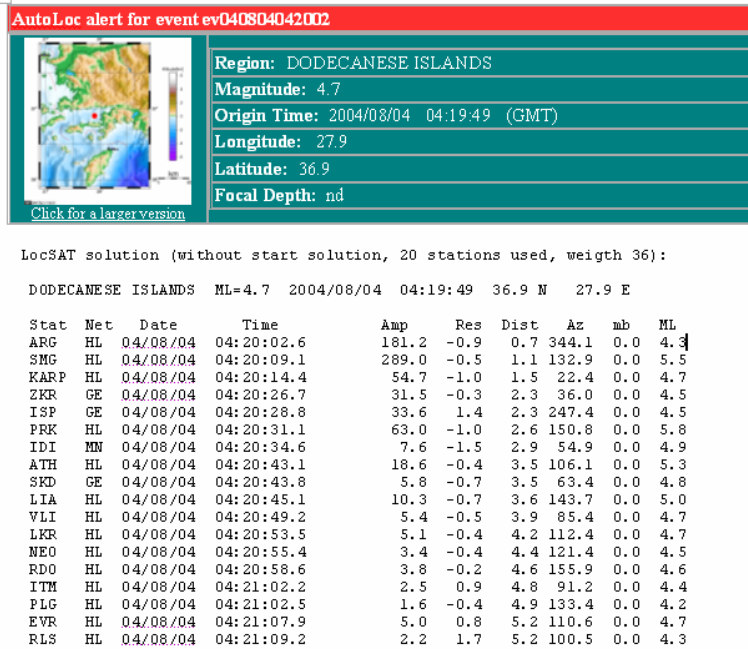 AutoLoc alert for event ev040804042002
Region: DODECANESE ISLANDS
Magnitude: 4.7
Origin Time: 2004/08/04 04:19:49 (GMT)
Longitude: 27.9
Latitude: 36.9
Focal Depth: nd
Click for a larger version
LocSAT solution (without start solution, 20 stations used, weigth 36):
DODECANESE ISLANDS ML=4.7 2004/08/04 04:19:49 36.9 N 27.9 E
Stat Net Date Time Amp Res Dist Az mb ML
ARG HL 04/08/04 04:20:02.6 181.2 -0.9 0.7 344.1 0.0 4.3
SMG HL 04/08/04 04:20:09.1 289.0 -0.5 1.1 132.9 0.0 5.5
KARP HL 04/08/04 04:20:14.4 54.7 -1.0 1.5 22.4 0.0 4.7
ZKR GE 04/08/04 04:20:26.7 31.5 -0.3 2.3 36.0 0.0 4.5
ISP GE 04/08/04 04:20:28.8 33.6 1.4 2.3 247.4 0.0 4.5
PRK HL 04/08/04 04:20:31.1 63.0 -1.0 2.6 150.8 0.0 5.8
IDI MN 04/08/04 04:20:34.6 7.6 -1.5 2.9 54.9 0.0 4.9
ATH HL 04/08/04 04:20:43.1 18.6 -0.4 3.5 106.1 0.0 5.3
SKD GE 04/08/04 04:20:43.8 5.8 -0.7 3.5 63.4 0.0 4.8
LIA HL 04/08/04 04:20:45.1 10.3 -0.7 3.6 143.7 0.0 5.0
VLI HL 04/08/04 04:20:49.2 5.4 -0.5 3.9 85.4 0.0 4.7
LKR HL 04/08/04 04:20:53.5 5.1 -0.4 4.2 112.4 0.0 4.7
NEO HL 04/08/04 04:20:55.4 3.4 -0.4 4.4 121.4 0.0 4.5
RDO HL 04/08/04 04:20:58.6 3.8 -0.2 4.6 155.9 0.0 4.6
ITM HL 04/08/04 04:21:02.2 2.5 0.9 4.8 91.2 0.0 4.4
PLG HL 04/08/04 04:21:02.5 1.6 -0.4 4.9 133.4 0.0 4.2
EVR HL 04/08/04 04:21:07.9 5.0 0.8 5.2 110.6 0.0 4.7
RLS HL 04/08/04 04:21:09.2 2.2 1.7 5.2 100.5 0.0 4.3